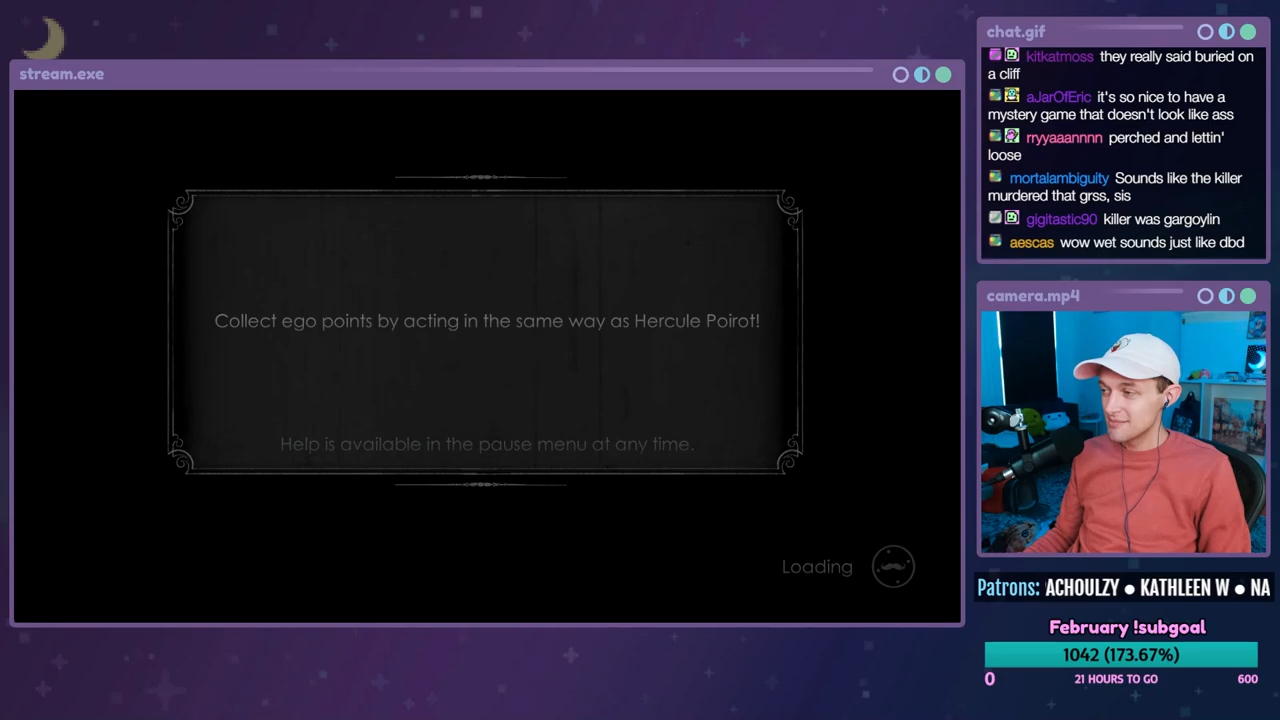 stream.exe
Collect ego points by acting in the same way as Hercule Poirot!
Help is available in the pause menu at any time.
Loading
chat.gif
kitkatmoss they really said buried on
a cliff
aJarOfEric it's so nice to have a
mystery game that doesn't look like ass
rryyaaannnn perched and lettin'
loose
mortalambiguity Sounds like the killer
murdered that grss, sis
gigitastic90 killer was gargoylin
aescas wow wet sounds just like dbd
camera.mp4
Patrons: ACHOULZY ● KATHLEEN W ● NA
February !subgoal
1042 (173.67%)
0 21 HOURS TO GO 600